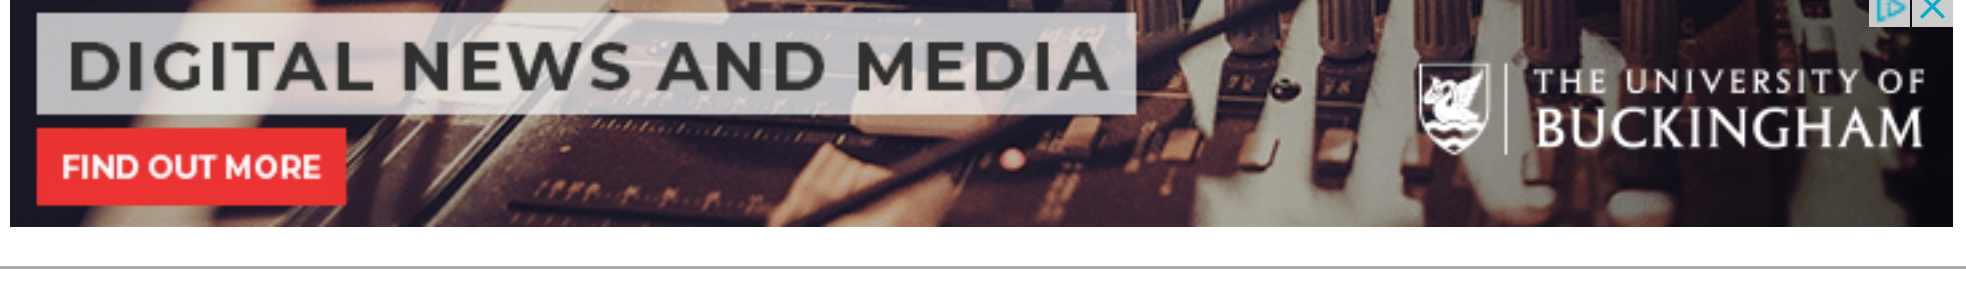 DIGITAL NEWS AND MEDIA
FIND OUT MORE
THE UNIVERSITY OF
BUCKINGHAM